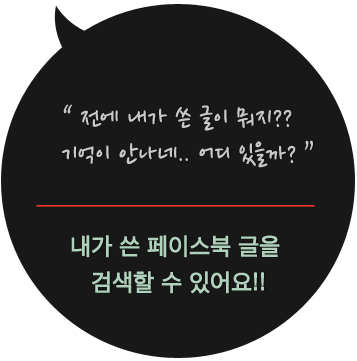 “ 전에 내가 쓴 글이 뭐지??
기억이 안나네.. 어디 있을까? ”
내가 쓴 페이스북 글을
검색할 수 있어요!!